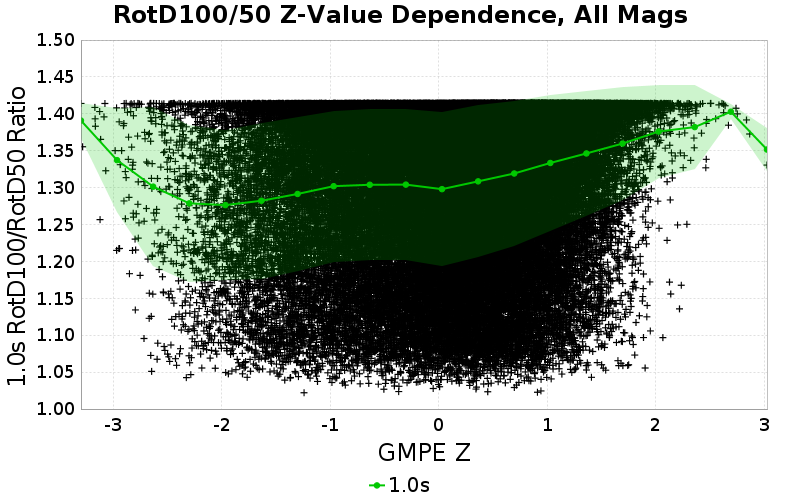 RotD100/50 Z-Value Dependence, All Mags
1.0s RotD100/RotD50 Ratio
1.50
1.45
1.40
1.35
1.30
1.25
1.20
1.15
1.10
1.05
1.00
-3 -2 -1 0 1 2 3
GMPE Z
1.0s